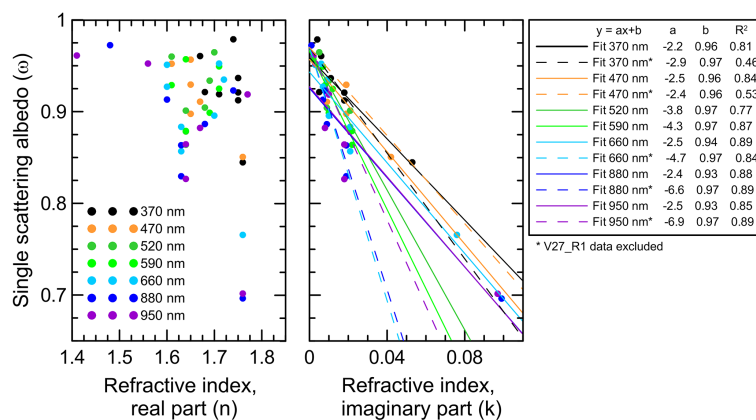 Single scattering albedo (ω)
1
0.9
0.8
0.7
370 nm
470 nm
520 nm
590 nm
660 nm
880 nm
950 nm
1.4 1.5 1.6 1.7 1.8
Refractive index,
real part (n)
0 0.04 0.08
Refractive index,
imaginary part (k)
y = ax+b a b R²
Fit 370 nm -2.2 0.96 0.81
Fit 370 nm* -2.9 0.97 0.46
Fit 470 nm -2.5 0.96 0.84
Fit 470 nm* -2.4 0.96 0.53
Fit 520 nm -3.8 0.97 0.77
Fit 590 nm -4.3 0.97 0.87
Fit 660 nm -2.5 0.94 0.89
Fit 660 nm* -4.7 0.97 0.84
Fit 880 nm -2.4 0.93 0.88
Fit 880 nm* -6.6 0.97 0.89
Fit 950 nm -2.5 0.93 0.85
Fit 950 nm* -6.9 0.97 0.89
* V27_R1 data excluded